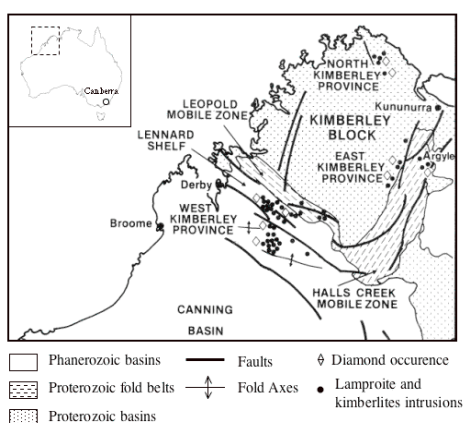 Canberra
NORTH
KIMBERLEY
PROVINCE
Kununurra
LEOPOLD
MOBILE ZONE
KIMBERLEY
BLOCK
LENNARD
SHELF
EAST
KIMBERLEY
PROVINCE
Argyle
Derby
WEST
KIMBERLEY
PROVINCE
Broome
HALLS CREEK
MOBILE ZONE
CANNING
BASIN
Phanerozoic basins
Faults
Diamond occurence
Proterozoic fold belts
Fold Axes
Lamproite and
kimberlites intrusions
Proterozoic basins